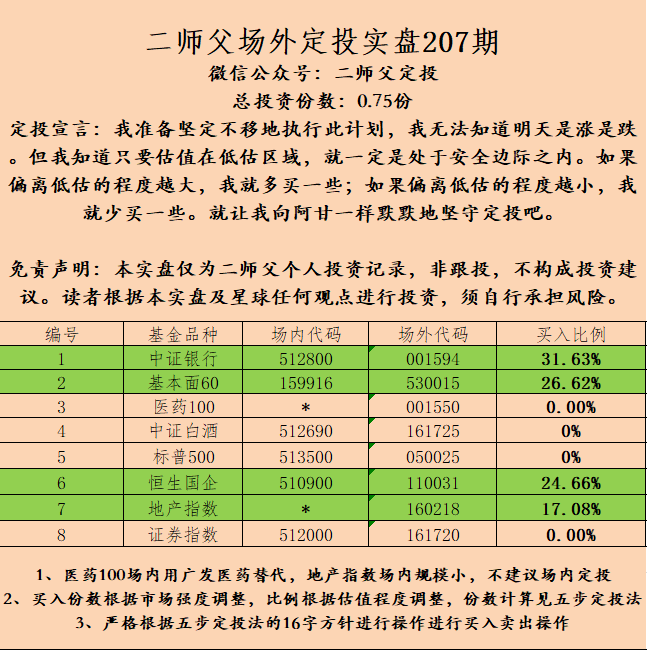 二师父场外定投实盘207期
微信公众号：二师父定投
总投资份数：0.75份
定投宣言：我准备坚定不移地执行此计划，我无法知道明天是涨是跌
。但我知道只要估值在低估区域，就一定是处于安全边际之内。如果
偏离低估的程度越大，我就多买一些；如果偏离低估的程度越小，我
就少买一些。就让我向阿甘一样默默地坚守定投吧。
免责声明：本实盘仅为二师父个人投资记录，非跟投，不构成投资建
议。读者根据本实盘及星球任何观点进行投资，须自行承担风险。
编号 基金品种 场内代码 场外代码 买入比例
1 中证银行 512800 001594 31.63%
2 基本面60 159916 530015 26.62%
3 医药100 * 001550 0.00%
4 中证白酒 512690 161725 0%
5 标普500 513500 050025 0%
6 恒生国企 510900 110031 24.66%
7 地产指数 * 160218 17.08%
8 证券指数 512000 161720 0.00%
1、医药100场内用广发医药替代，地产指数场内规模小，不建议场内定投
2、买入份数根据市场强度调整，比例根据估值程度调整，份数计算见五步定投法
3、严格根据五步定投法的16字方针进行操作进行买入卖出操作